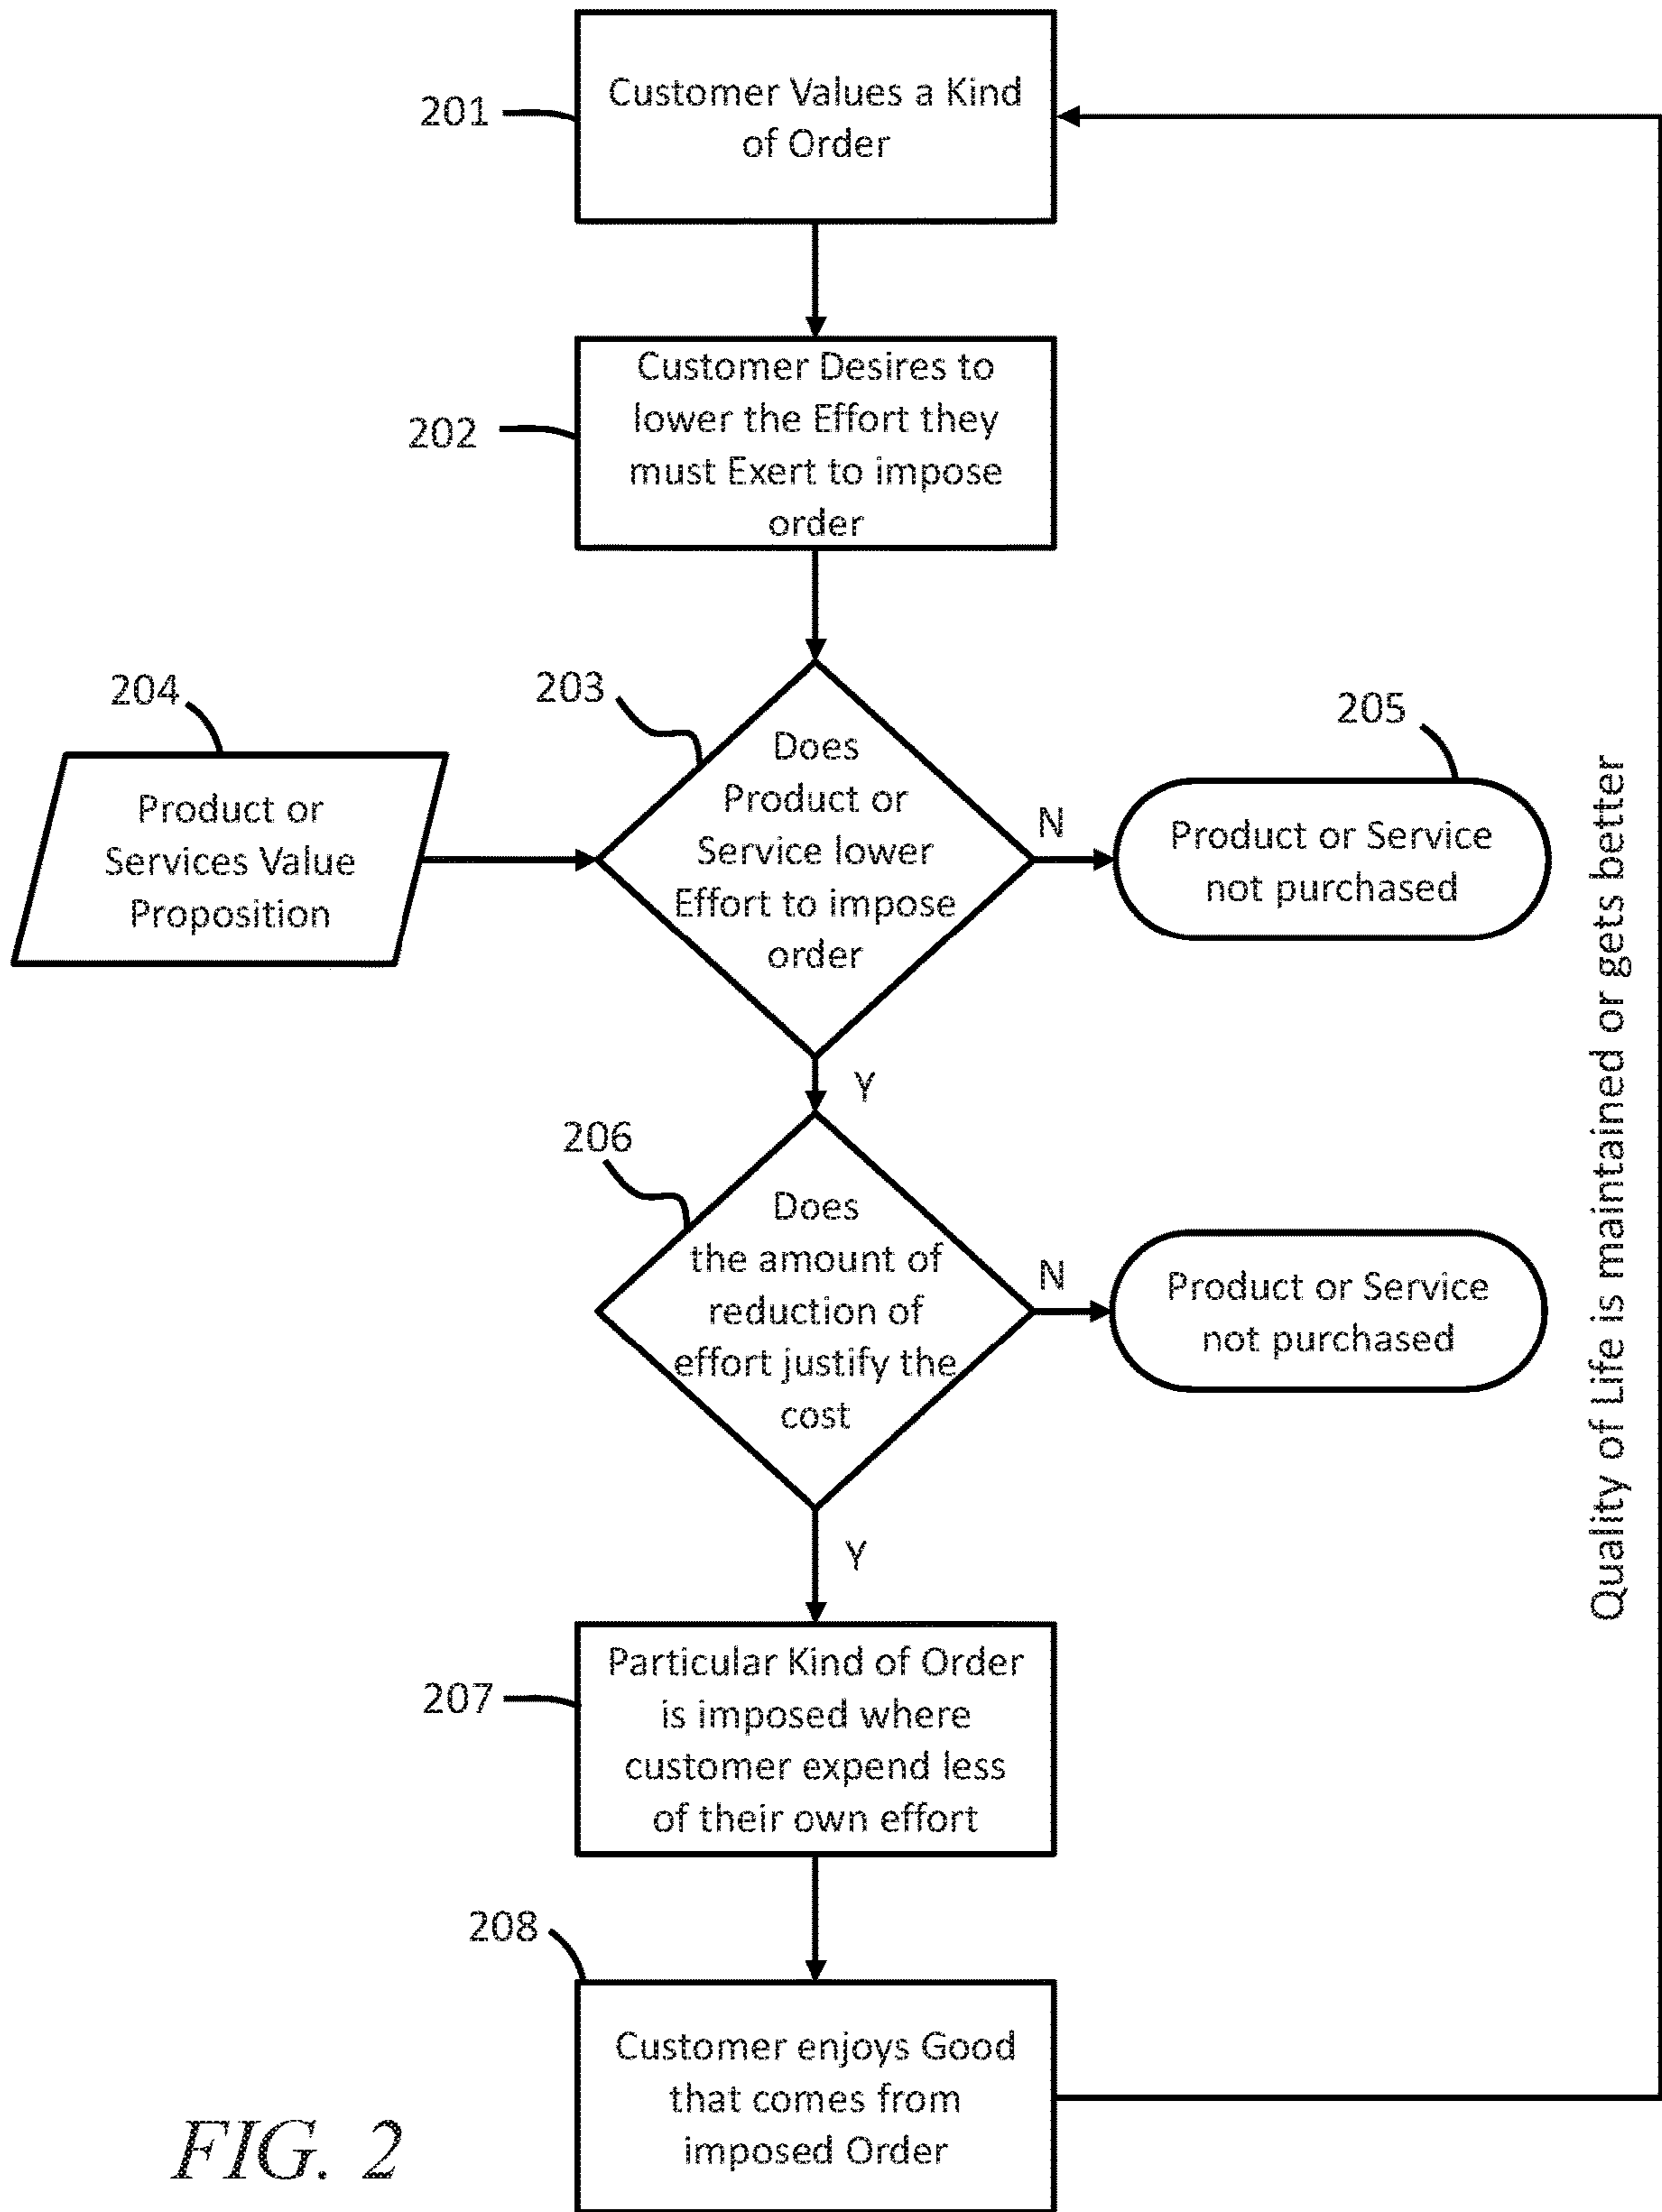 201
Customer Values a Kind
of Order
202
Customer Desires to
lower the Effort they
must Exert to impose
order
204
Product or
Services Value
Proposition
203
Does
Product or
Service lower
Effort to impose
order
N
205
Product or Service
not purchased
Y
206
Does
the amount of
reduction of
effort justify the
cost
N
Product or Service
not purchased
Y
207
Particular Kind of Order
is imposed where
customer expend less
of their own effort
208
Customer enjoys Good
that comes from
imposed Order
Quality of Life is maintained or gets better
FIG. 2